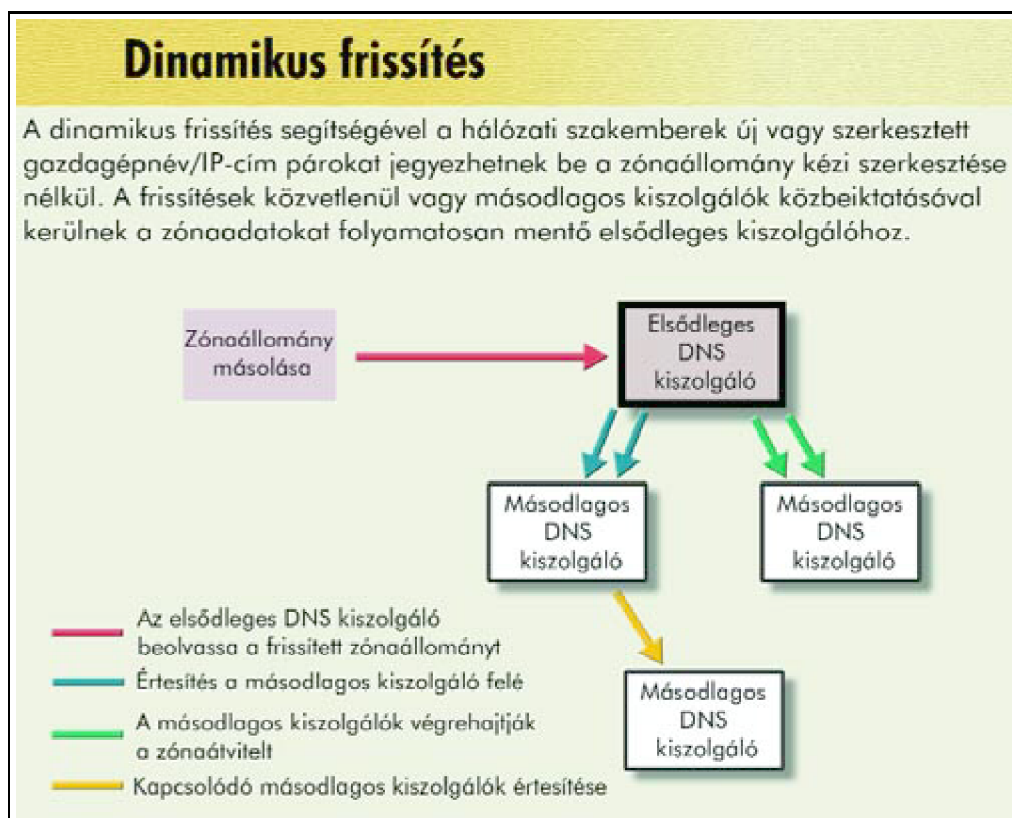 Dinamikus frissítés
A dinamikus frissítés segítségével a hálózati szakemberek új vagy szerkesztett
gazdagépnév/IP-cím párokat jegyezhetnek be a zónaállomány kézi szerkesztése
nélkül. A frissítések közvetlenül vagy másodlagos kiszolgálók közbeiktatásával
kerülnek a zónaadatokat folyamatosan mentő elsődleges kiszolgálóhoz.
Zónaállomány
másolása
Elsődleges
DNS
kiszolgáló
Másodlagos
DNS
kiszolgáló
Másodlagos
DNS
kiszolgáló
Másodlagos
DNS
kiszolgáló
Az elsődleges DNS kiszolgáló
beolvassa a frissített zónaállományt
Értesítés a másodlagos kiszolgáló felé
A másodlagos kiszolgálók végrehajtják
a zónaátvitelt
Kapcsolódó másodlagos kiszolgálók értesítése